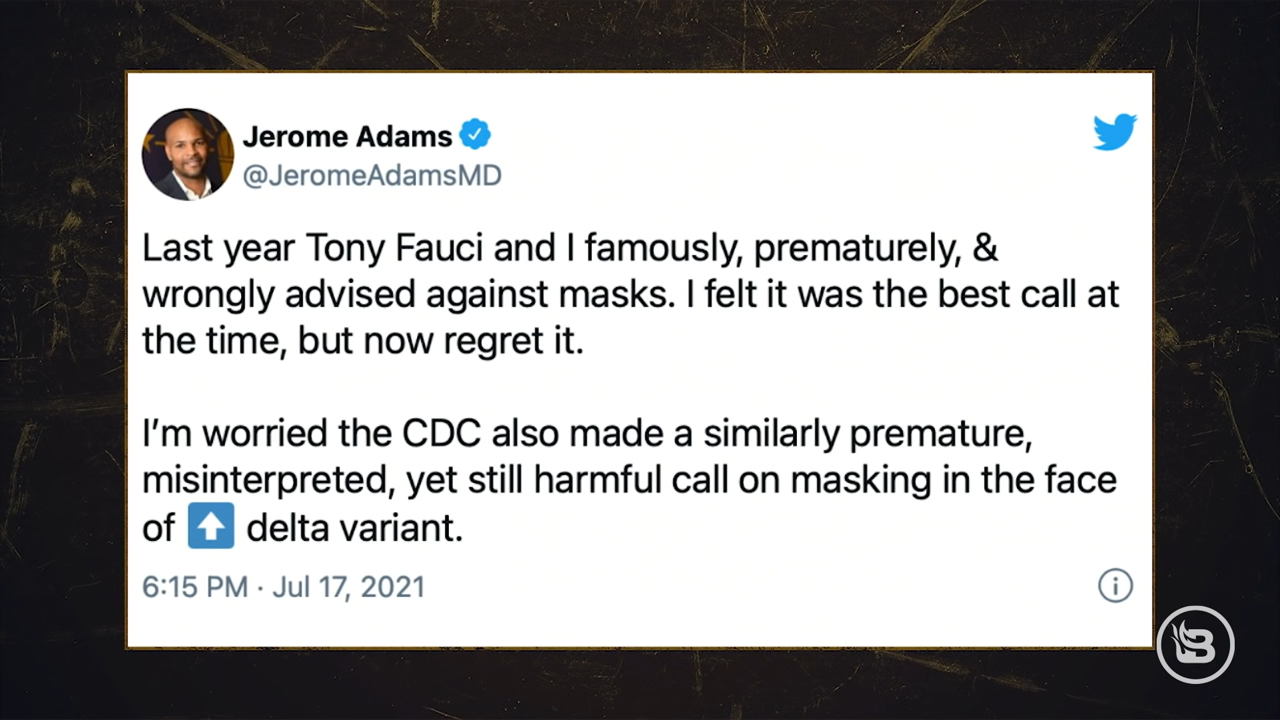 Jerome Adams
@JeromeAdamsMD
Last year Tony Fauci and I famously, prematurely, &
wrongly advised against masks. I felt it was the best call at
the time, but now regret it.
I’m worried the CDC also made a similarly premature,
misinterpreted, yet still harmful call on masking in the face
of ⬆️ delta variant.
6:15 PM · Jul 17, 2021
B